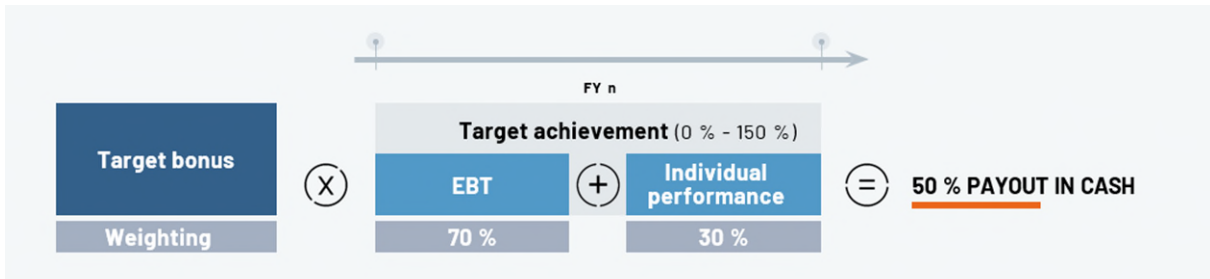 FY n
Target achievement (0 % - 150 %)
Target bonus
EBT
Individual
performance
X
+
=
50 % PAYOUT IN CASH
Weighting
70 %
30 %